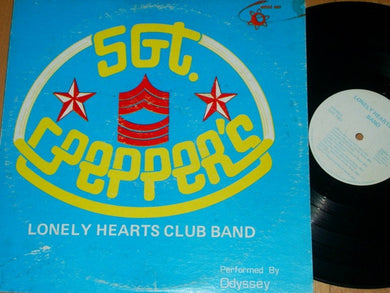 SGT.
PEPPER'S
LONELY HEARTS CLUB BAND
Performed By
Odyssey
LONELY HEARTS
BAND